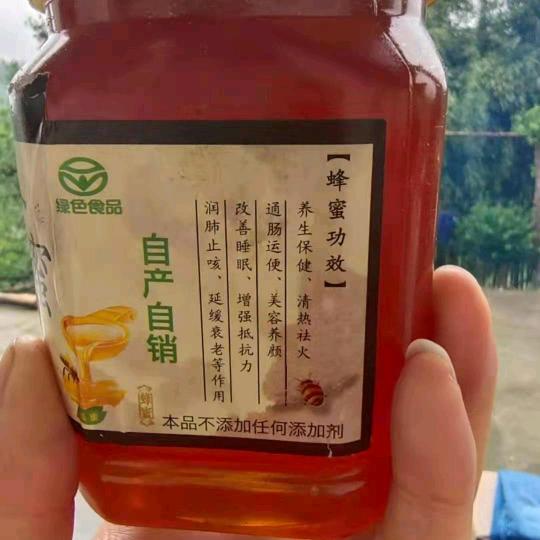 【蜂蜜功效】
养生保健、清热祛火
通肠运便、美容养颜
改善睡眠、增强抵抗力
润肺止咳、延缓衰老等作用
绿色食品
自产自销
《蜂蜜》
本品不添加任何添加剂